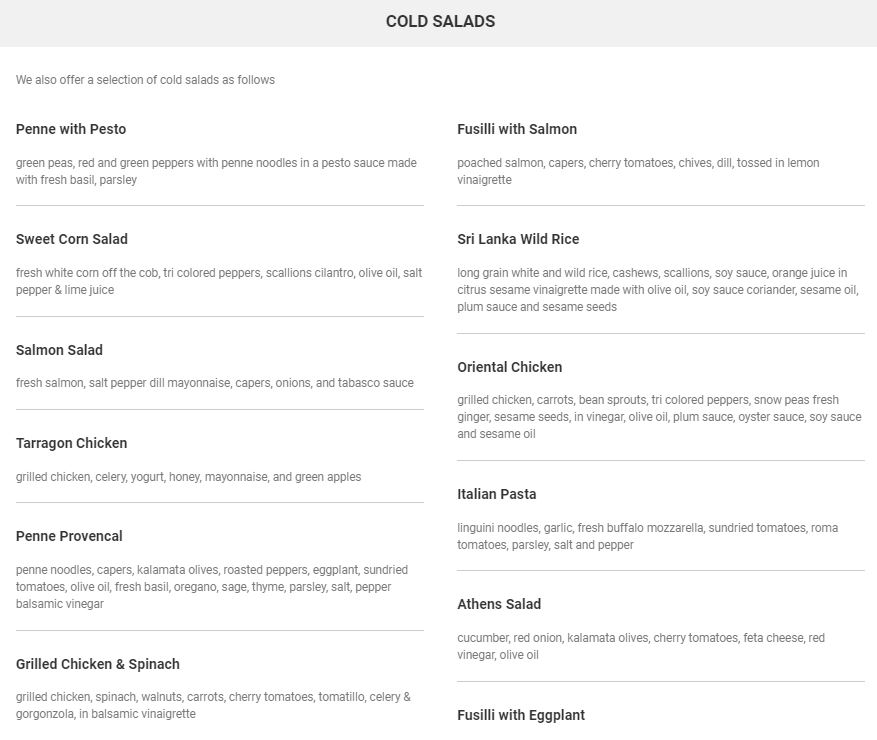 COLD SALADS
We also offer a selection of cold salads as follows
Penne with Pesto
green peas, red and green peppers with penne noodles in a pesto sauce made
with fresh basil, parsley
Sweet Corn Salad
fresh white corn off the cob, tri colored peppers, scallions cilantro, olive oil, salt
pepper & lime juice
Salmon Salad
fresh salmon, salt pepper dill mayonnaise, capers, onions, and tabasco sauce
Tarragon Chicken
grilled chicken, celery, yogurt, honey, mayonnaise, and green apples
Penne Provencal
penne noodles, capers, kalamata olives, roasted peppers, eggplant, sundried
tomatoes, olive oil, fresh basil, oregano, sage, thyme, parsley, salt, pepper
balsamic vinegar
Grilled Chicken & Spinach
grilled chicken, spinach, walnuts, carrots, cherry tomatoes, tomatillo, celery &
gorgonzola, in balsamic vinaigrette
Fusilli with Salmon
poached salmon, capers, cherry tomatoes, chives, dill, tossed in lemon
vinaigrette
Sri Lanka Wild Rice
long grain white and wild rice, cashews, scallions, soy sauce, orange juice in
citrus sesame vinaigrette made with olive oil, soy sauce coriander, sesame oil,
plum sauce and sesame seeds
Oriental Chicken
grilled chicken, carrots, bean sprouts, tri colored peppers, snow peas fresh
ginger, sesame seeds, in vinegar, olive oil, plum sauce, oyster sauce, soy sauce
and sesame oil
Italian Pasta
linguini noodles, garlic, fresh buffalo mozzarella, sundried tomatoes, roma
tomatoes, parsley, salt and pepper
Athens Salad
cucumber, red onion, kalamata olives, cherry tomatoes, feta cheese, red
vinegar, olive oil
Fusilli with Eggplant